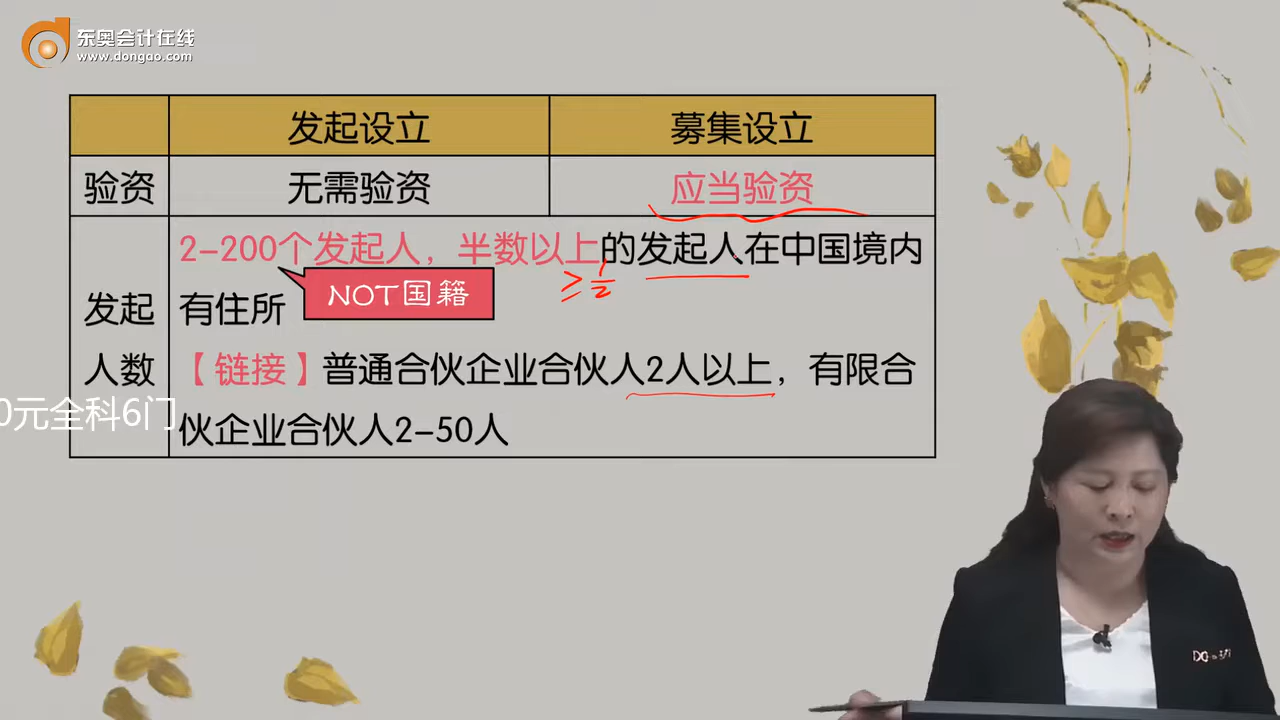 东奥会计在线
www.dongao.com
发起设立
募集设立
验资
无需验资
应当验资
发起
人数
2-200个发起人，半数以上的发起人在中国境内
有住所
NOT国籍
≥1/2
【链接】普通合伙企业合伙人2人以上，有限合
伙企业合伙人2-50人
0元全科6门